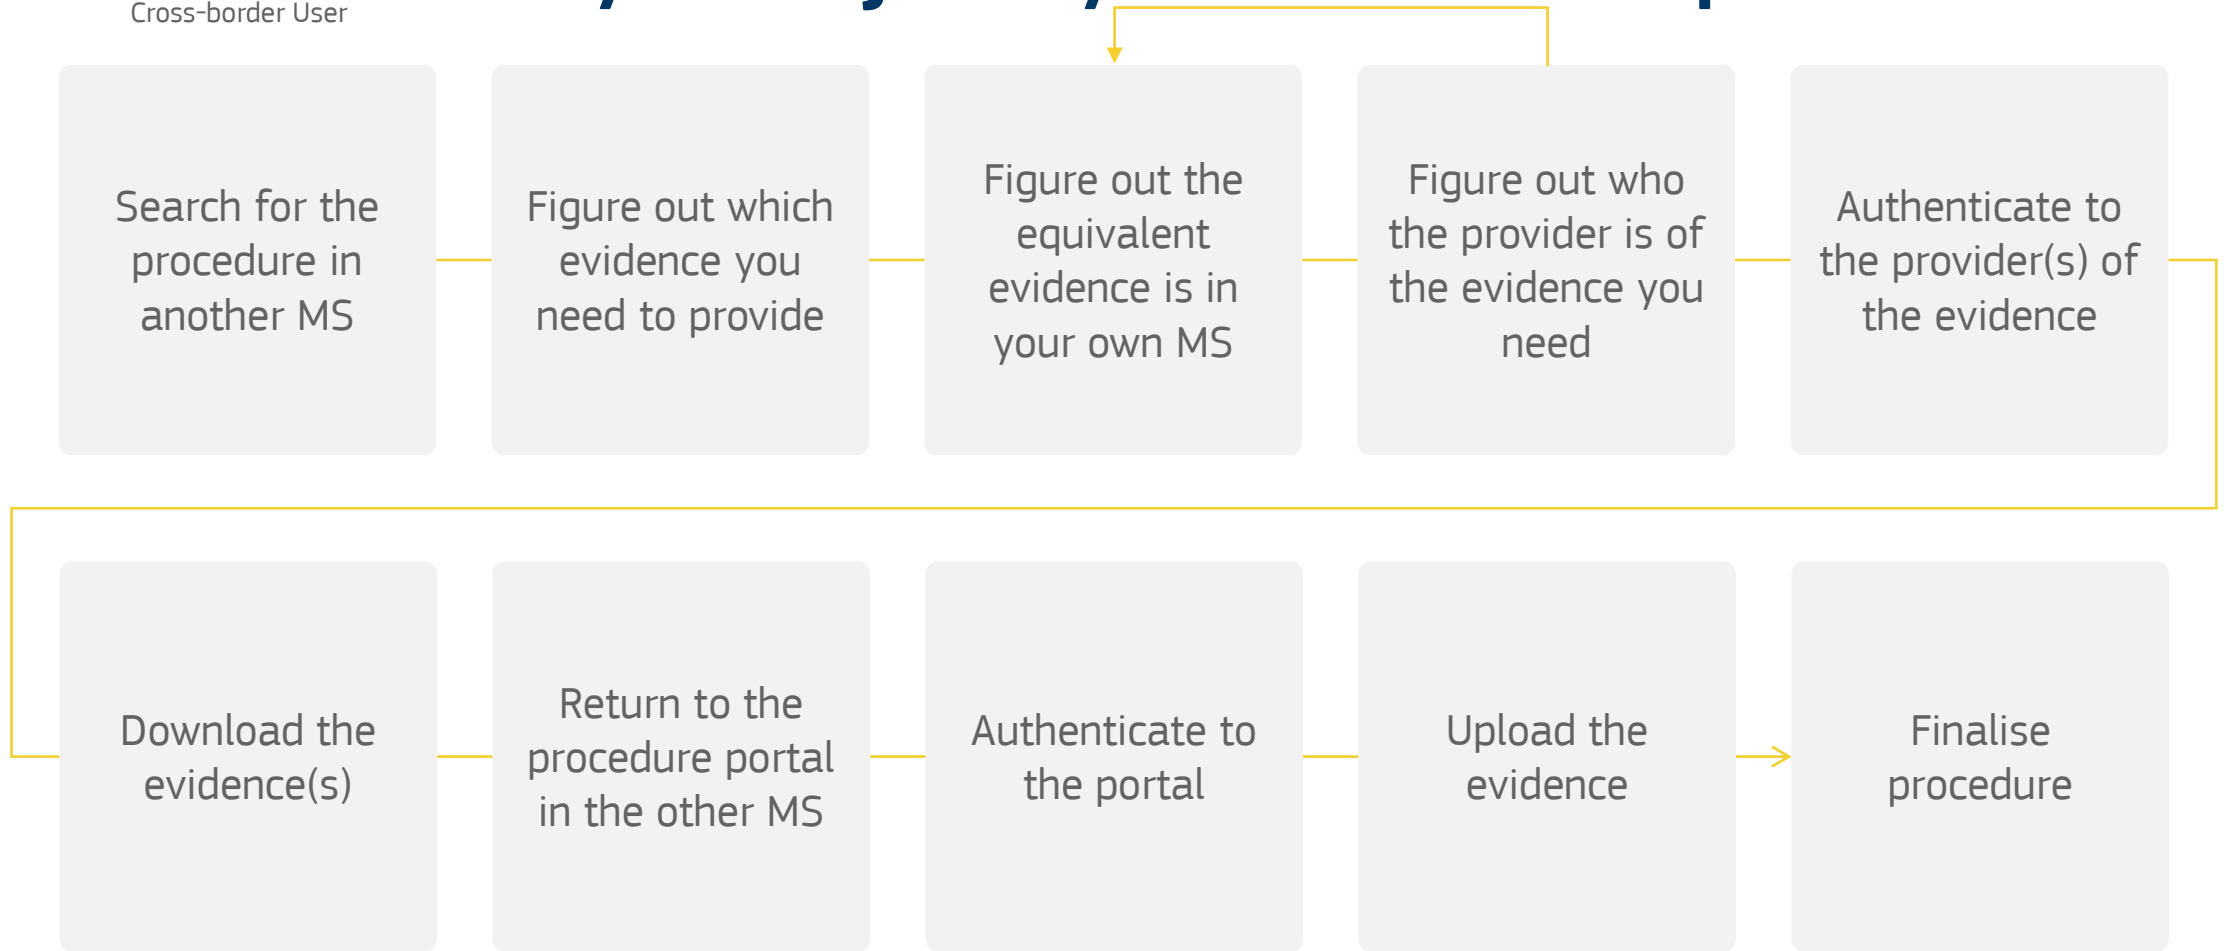 Cross-border User
Search for the
procedure in
another MS
Figure out which
evidence you
need to provide
Figure out the
equivalent
evidence is in
your own MS
Figure out who
the provider is of
the evidence you
need
Authenticate to
the provider(s) of
the evidence
Download the
evidence(s)
Return to the
procedure portal
in the other MS
Authenticate to
the portal
Upload the
evidence
Finalise
procedure